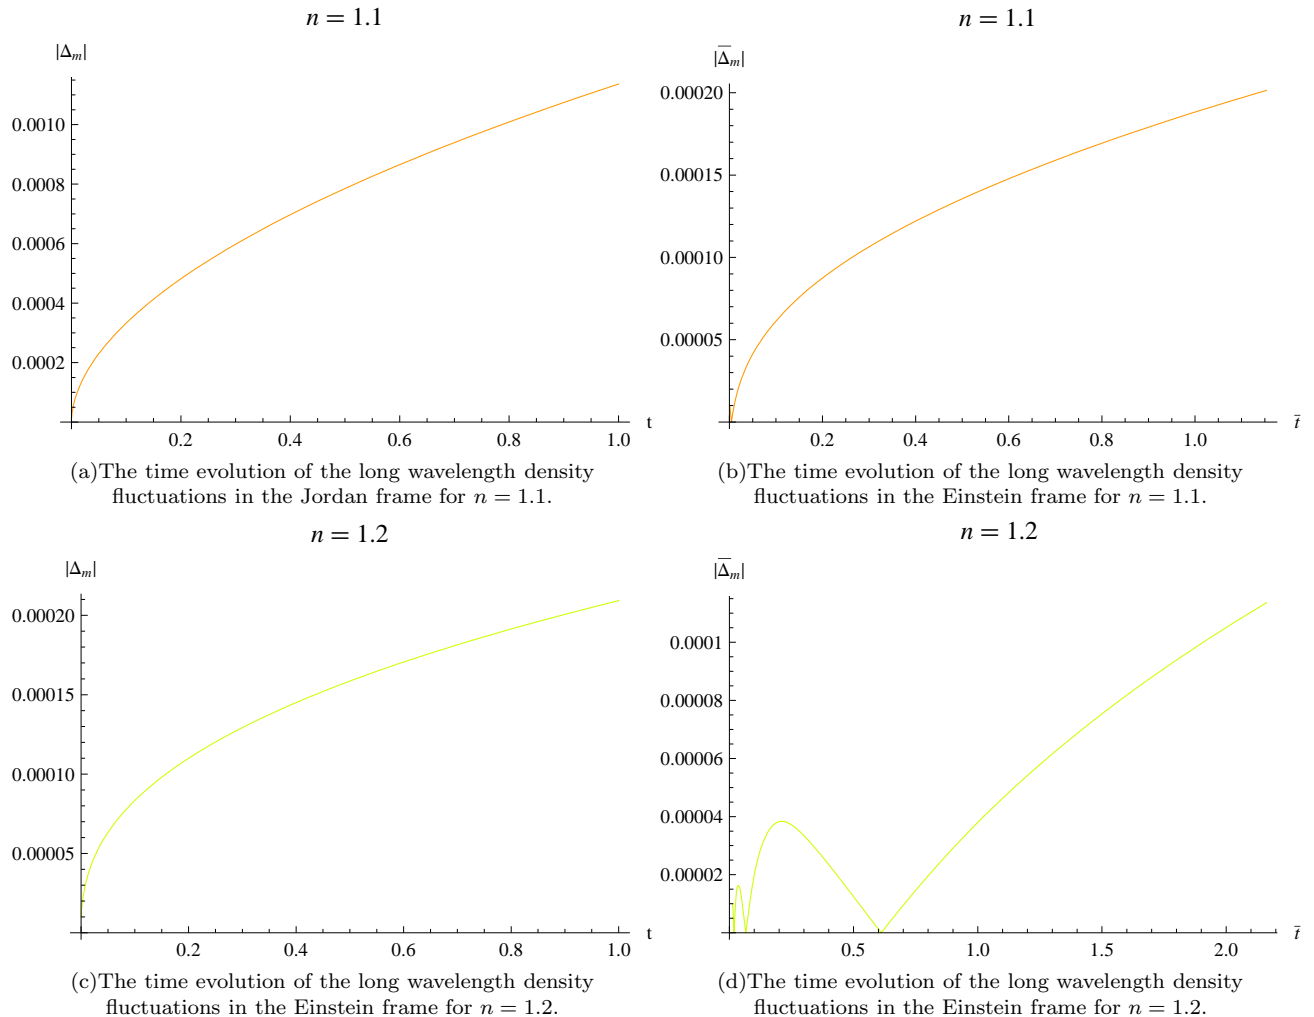 n = 1.1
|Δm|
0.0010
0.0008
0.0006
0.0004
0.0002
0.2 0.4 0.6 0.8 1.0 t
(a)The time evolution of the long wavelength density
fluctuations in the Jordan frame for n = 1.1.
n = 1.1
|Δ̅m|
0.00020
0.00015
0.00010
0.00005
0.2 0.4 0.6 0.8 1.0 t̄
(b)The time evolution of the long wavelength density
fluctuations in the Einstein frame for n = 1.1.
n = 1.2
|Δm|
0.00020
0.00015
0.00010
0.00005
0.2 0.4 0.6 0.8 1.0 t
(c)The time evolution of the long wavelength density
fluctuations in the Einstein frame for n = 1.2.
n = 1.2
|Δ̅m|
0.0001
0.00008
0.00006
0.00004
0.00002
0.5 1.0 1.5 2.0 t̄
(d)The time evolution of the long wavelength density
fluctuations in the Einstein frame for n = 1.2.